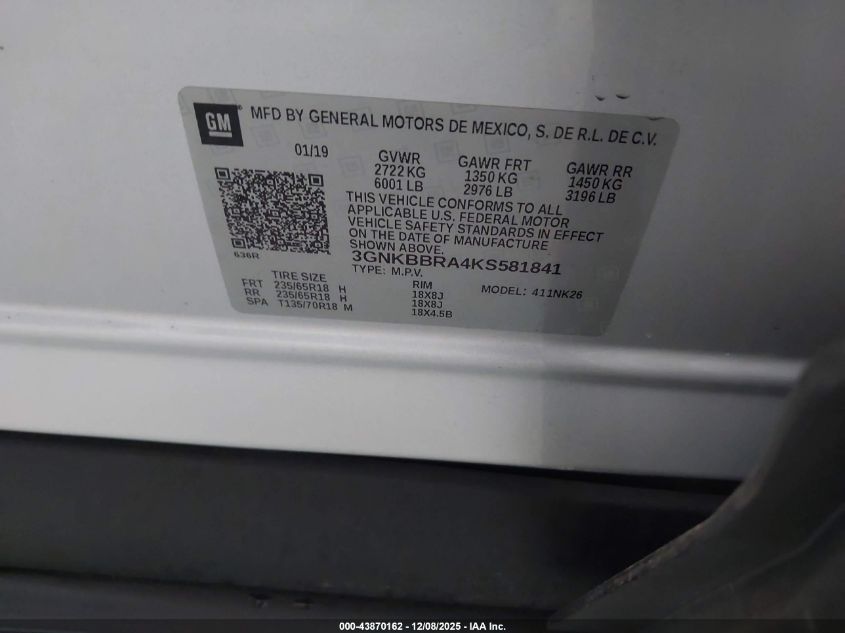 GM
MFD BY GENERAL MOTORS DE MEXICO, S. DE R.L. DE C.V.
01/19
GVWR GAWR FRT GAWR RR
2722 KG 1350 KG 1450 KG
6001 LB 2976 LB 3196 LB
THIS VEHICLE CONFORMS TO ALL
APPLICABLE U.S. FEDERAL MOTOR
VEHICLE SAFETY STANDARDS IN EFFECT
ON THE DATE OF MANUFACTURE
SHOWN ABOVE.
636R
3GNKBBRA4KS581841
TYPE: M.P.V.
TIRE SIZE RIM MODEL: 411NK26
FRT 235/65R18 H 18X8J
RR 235/65R18 H 18X8J
SPA T135/70R18 M 18X4.5B
000-43870162 - 12/08/2025 - IAA Inc.